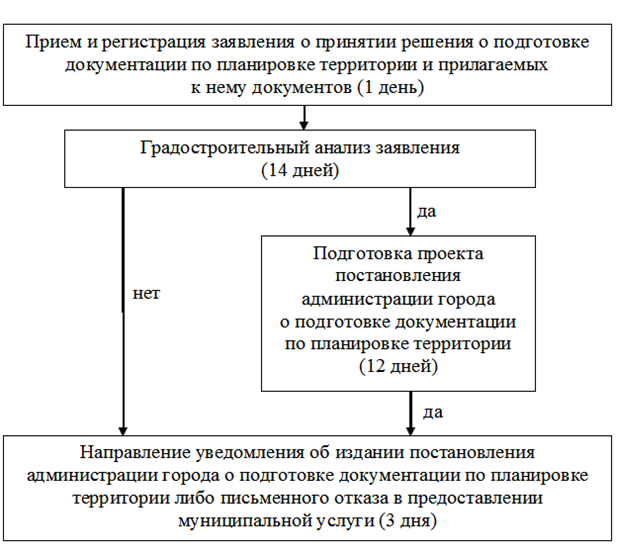 Прием и регистрация заявления о принятии решения о подготовке
документации по планировке территории и прилагаемых
к нему документов (1 день)
Градостроительный анализ заявления
(14 дней)
да
Подготовка проекта
постановления
администрации города
о подготовке документации
по планировке территории
(12 дней)
нет
да
Направление уведомления об издании постановления
администрации города о подготовке документации по планировке
территории либо письменного отказа в предоставлении
муниципальной услуги (3 дня)